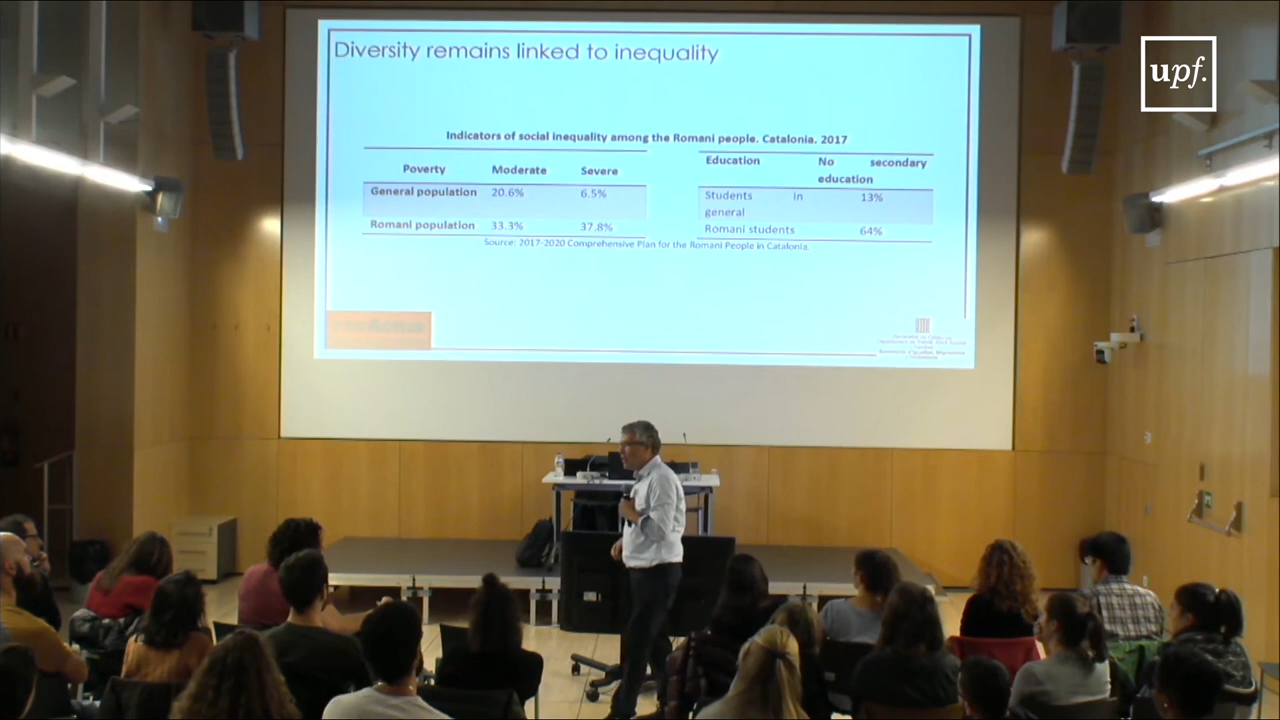 Diversity remains linked to inequality
upf.
Indicators of social inequality among the Romani people. Catalonia. 2017
Poverty Moderate Severe
General population 20.6% 6.5%
Romani population 33.3% 37.8%
Education No secondary
education
Students in 13%
general
Romani students 64%
Source: 2017-2020 Comprehensive Plan for the Romani People in Catalonia.